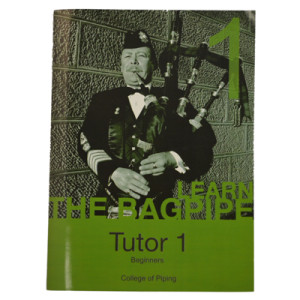 1
LEARN
THE BAGPIPE
Tutor 1
Beginners
College of Piping